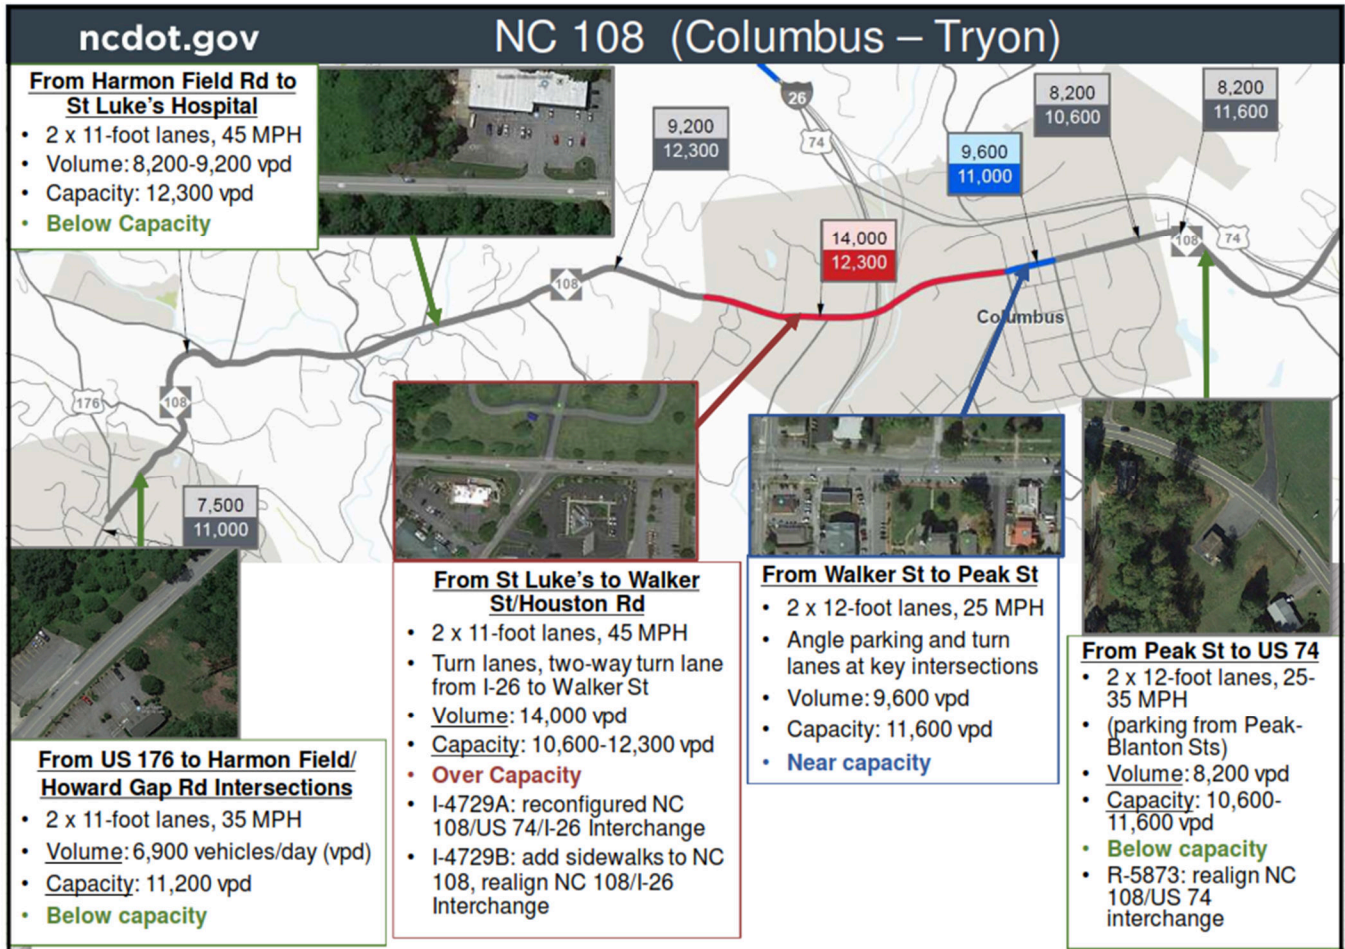 ncdot.gov
NC 108 (Columbus – Tryon)
From Harmon Field Rd to
St Luke's Hospital
• 2 x 11-foot lanes, 45 MPH
• Volume: 8,200-9,200 vpd
• Capacity: 12,300 vpd
• Below Capacity
9,200
12,300
26
74
8,200
10,600
8,200
11,600
9,600
11,000
14,000
12,300
108
74
108
Columbus
176
108
7,500
11,000
From US 176 to Harmon Field/
Howard Gap Rd Intersections
• 2 x 11-foot lanes, 35 MPH
• Volume: 6,900 vehicles/day (vpd)
• Capacity: 11,200 vpd
• Below capacity
From St Luke's to Walker
St/Houston Rd
• 2 x 11-foot lanes, 45 MPH
• Turn lanes, two-way turn lane
from I-26 to Walker St
• Volume: 14,000 vpd
• Capacity: 10,600-12,300 vpd
• Over Capacity
• I-4729A: reconfigured NC
108/US 74/I-26 Interchange
• I-4729B: add sidewalks to NC
108, realign NC 108/I-26
Interchange
From Walker St to Peak St
• 2 x 12-foot lanes, 25 MPH
• Angle parking and turn
lanes at key intersections
• Volume: 9,600 vpd
• Capacity: 11,600 vpd
• Near capacity
From Peak St to US 74
• 2 x 12-foot lanes, 25-
35 MPH
• (parking from Peak-
Blanton Sts)
• Volume: 8,200 vpd
• Capacity: 10,600-
11,600 vpd
• Below capacity
• R-5873: realign NC
108/US 74
interchange